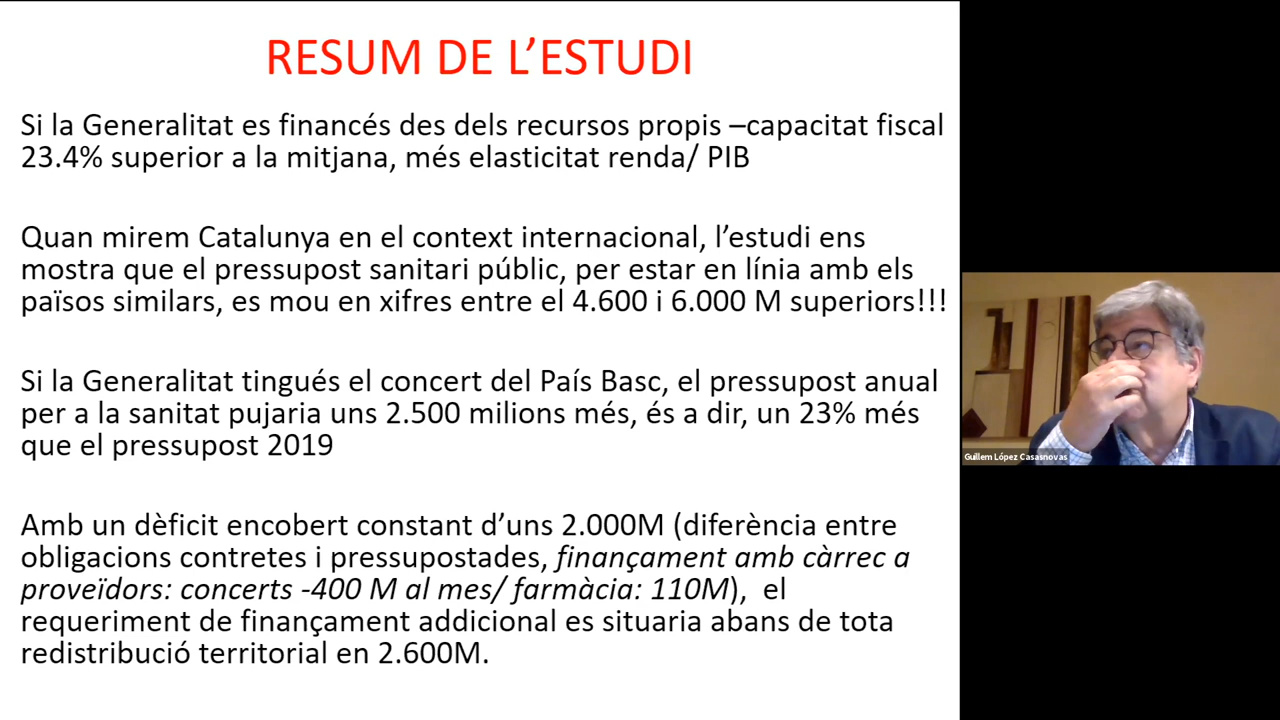 RESUM DE L’ESTUDI
Si la Generalitat es financés des dels recursos propis –capacitat fiscal
23.4% superior a la mitjana, més elasticitat renda/ PIB
Quan mirem Catalunya en el context internacional, l’estudi ens
mostra que el pressupost sanitari públic, per estar en línia amb els
països similars, es mou en xifres entre el 4.600 i 6.000 M superiors!!!
Si la Generalitat tingués el concert del País Basc, el pressupost anual
per a la sanitat pujaria uns 2.500 milions més, és a dir, un 23% més
que el pressupost 2019
Amb un dèficit encobert constant d’uns 2.000M (diferència entre
obligacions contretes i pressupostades, finançament amb càrrec a
proveïdors: concerts -400 M al mes/ farmàcia: 110M),  el
requeriment de finançament addicional es situaria abans de tota
redistribució territorial en 2.600M.
Guillem López Casasnovas